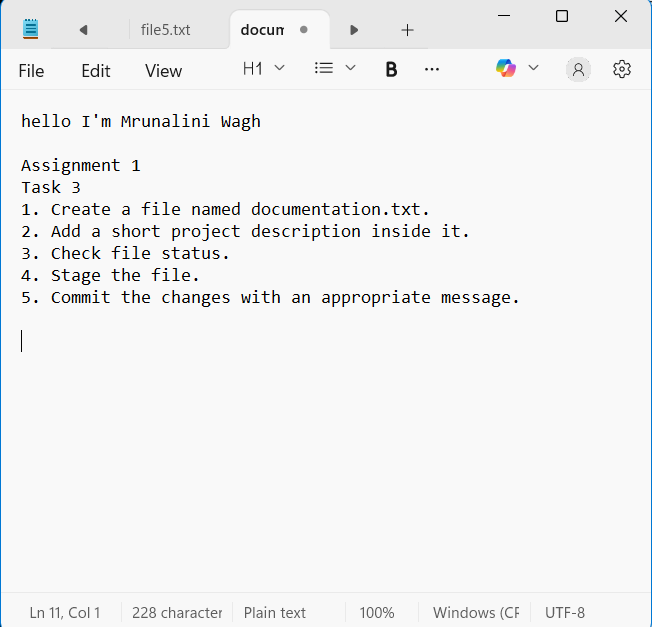 file5.txt
docum
File Edit View H1 B ...
hello I'm Mrunalini Wagh
Assignment 1
Task 3
1. Create a file named documentation.txt.
2. Add a short project description inside it.
3. Check file status.
4. Stage the file.
5. Commit the changes with an appropriate message.
Ln 11, Col 1 228 character Plain text 100% Windows (CF UTF-8